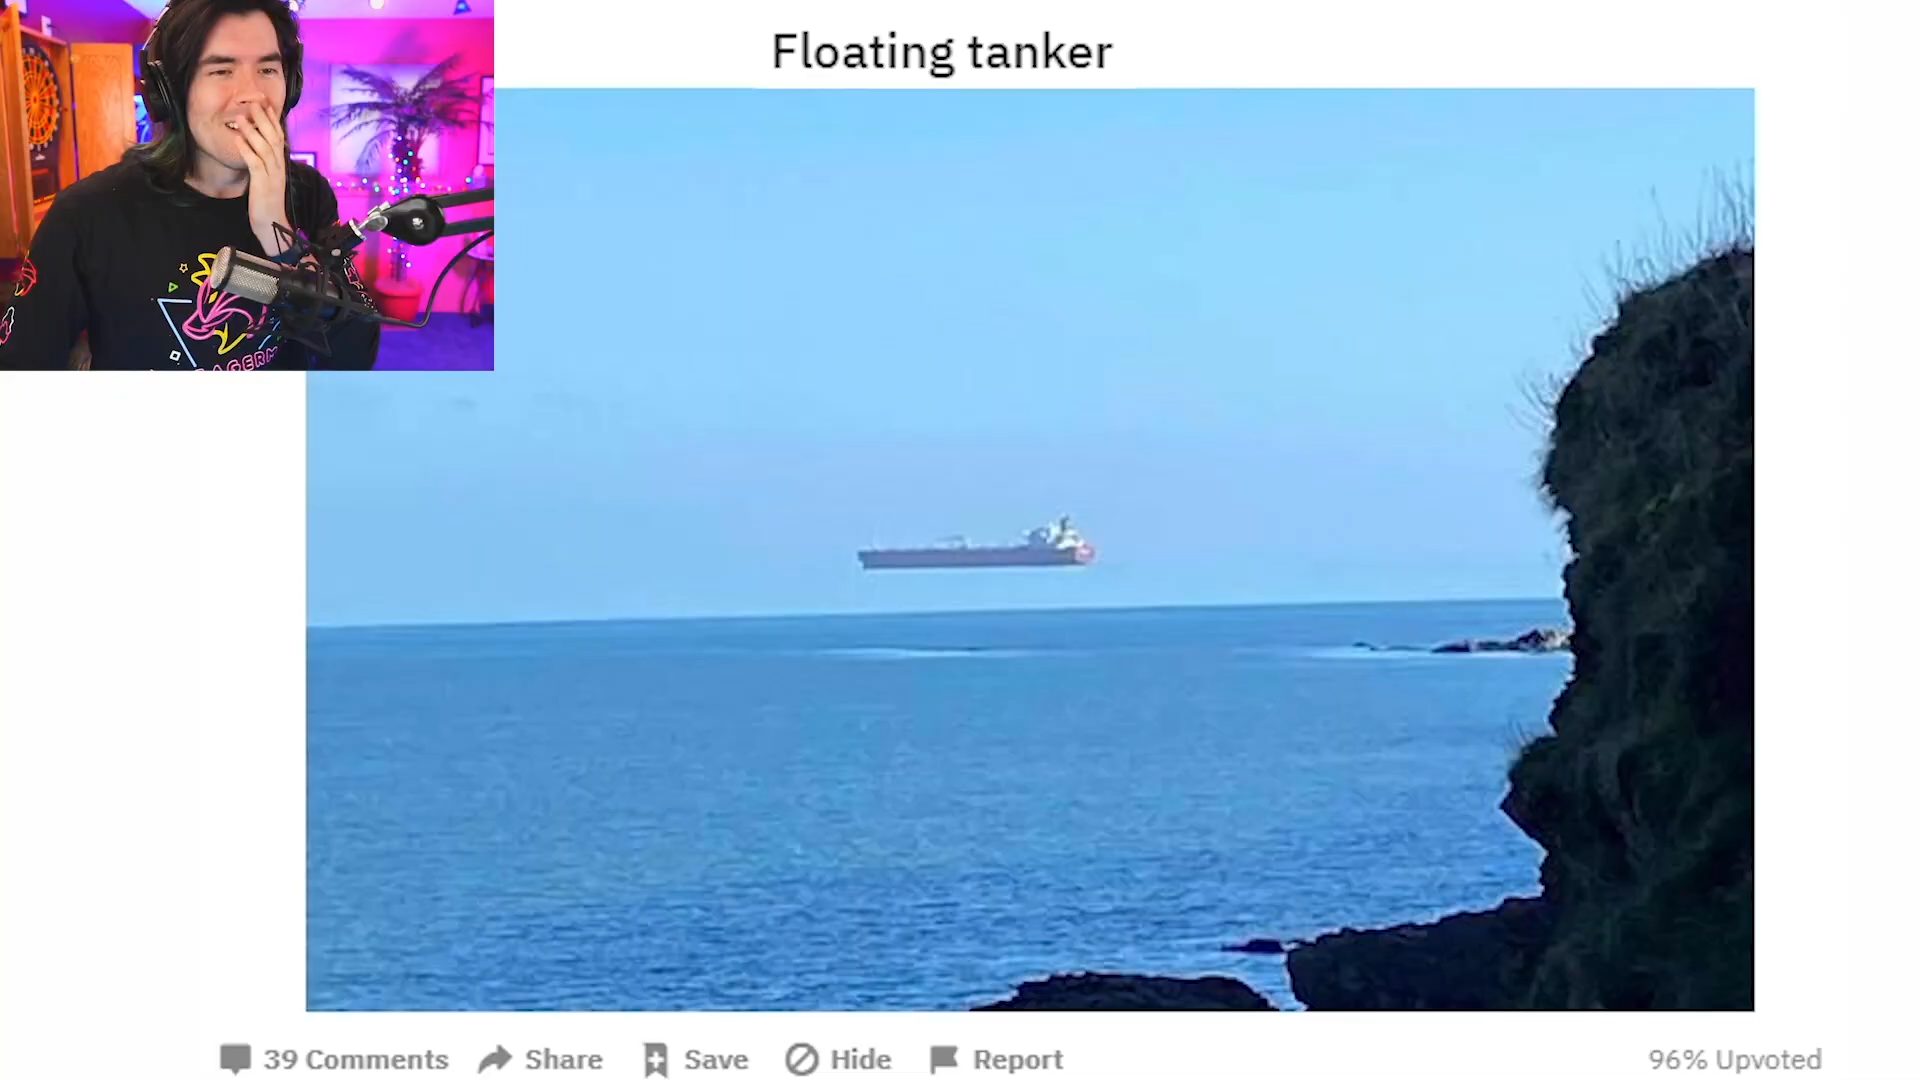 Floating tanker
39 Comments Share Save Hide Report 96% Upvoted